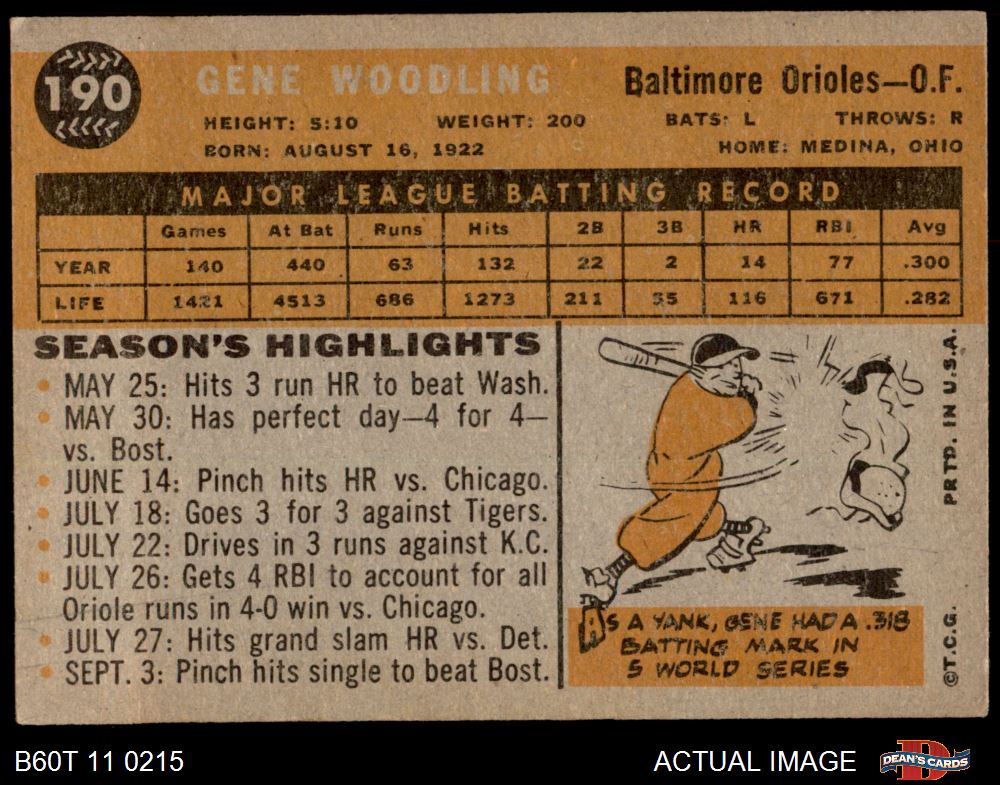 190
GENE WOODLING
Baltimore Orioles—O.F.
HEIGHT: 5:10 WEIGHT: 200 BATS: L THROWS: R
BORN: AUGUST 16, 1922 HOME: MEDINA, OHIO
MAJOR LEAGUE BATTING RECORD
Games At Bat Runs Hits 2B 3B HR RBI Avg
YEAR 140 440 63 132 22 2 14 77 .300
LIFE 1421 4513 686 1273 211 35 116 671 .282
SEASON'S HIGHLIGHTS
• MAY 25: Hits 3 run HR to beat Wash.
• MAY 30: Has perfect day—4 for 4—
vs. Bost.
• JUNE 14: Pinch hits HR vs. Chicago.
• JULY 18: Goes 3 for 3 against Tigers.
• JULY 22: Drives in 3 runs against K.C.
• JULY 26: Gets 4 RBI to account for all
Oriole runs in 4-0 win vs. Chicago.
• JULY 27: Hits grand slam HR vs. Det.
• SEPT. 3: Pinch hits single to beat Bost.
AS A YANK, GENE HAD A .318
BATTING MARK IN
5 WORLD SERIES
©T.C.G. PRTD. IN U.S.A.
B60T 11 0215
ACTUAL IMAGE
D
DEAN'S CARDS